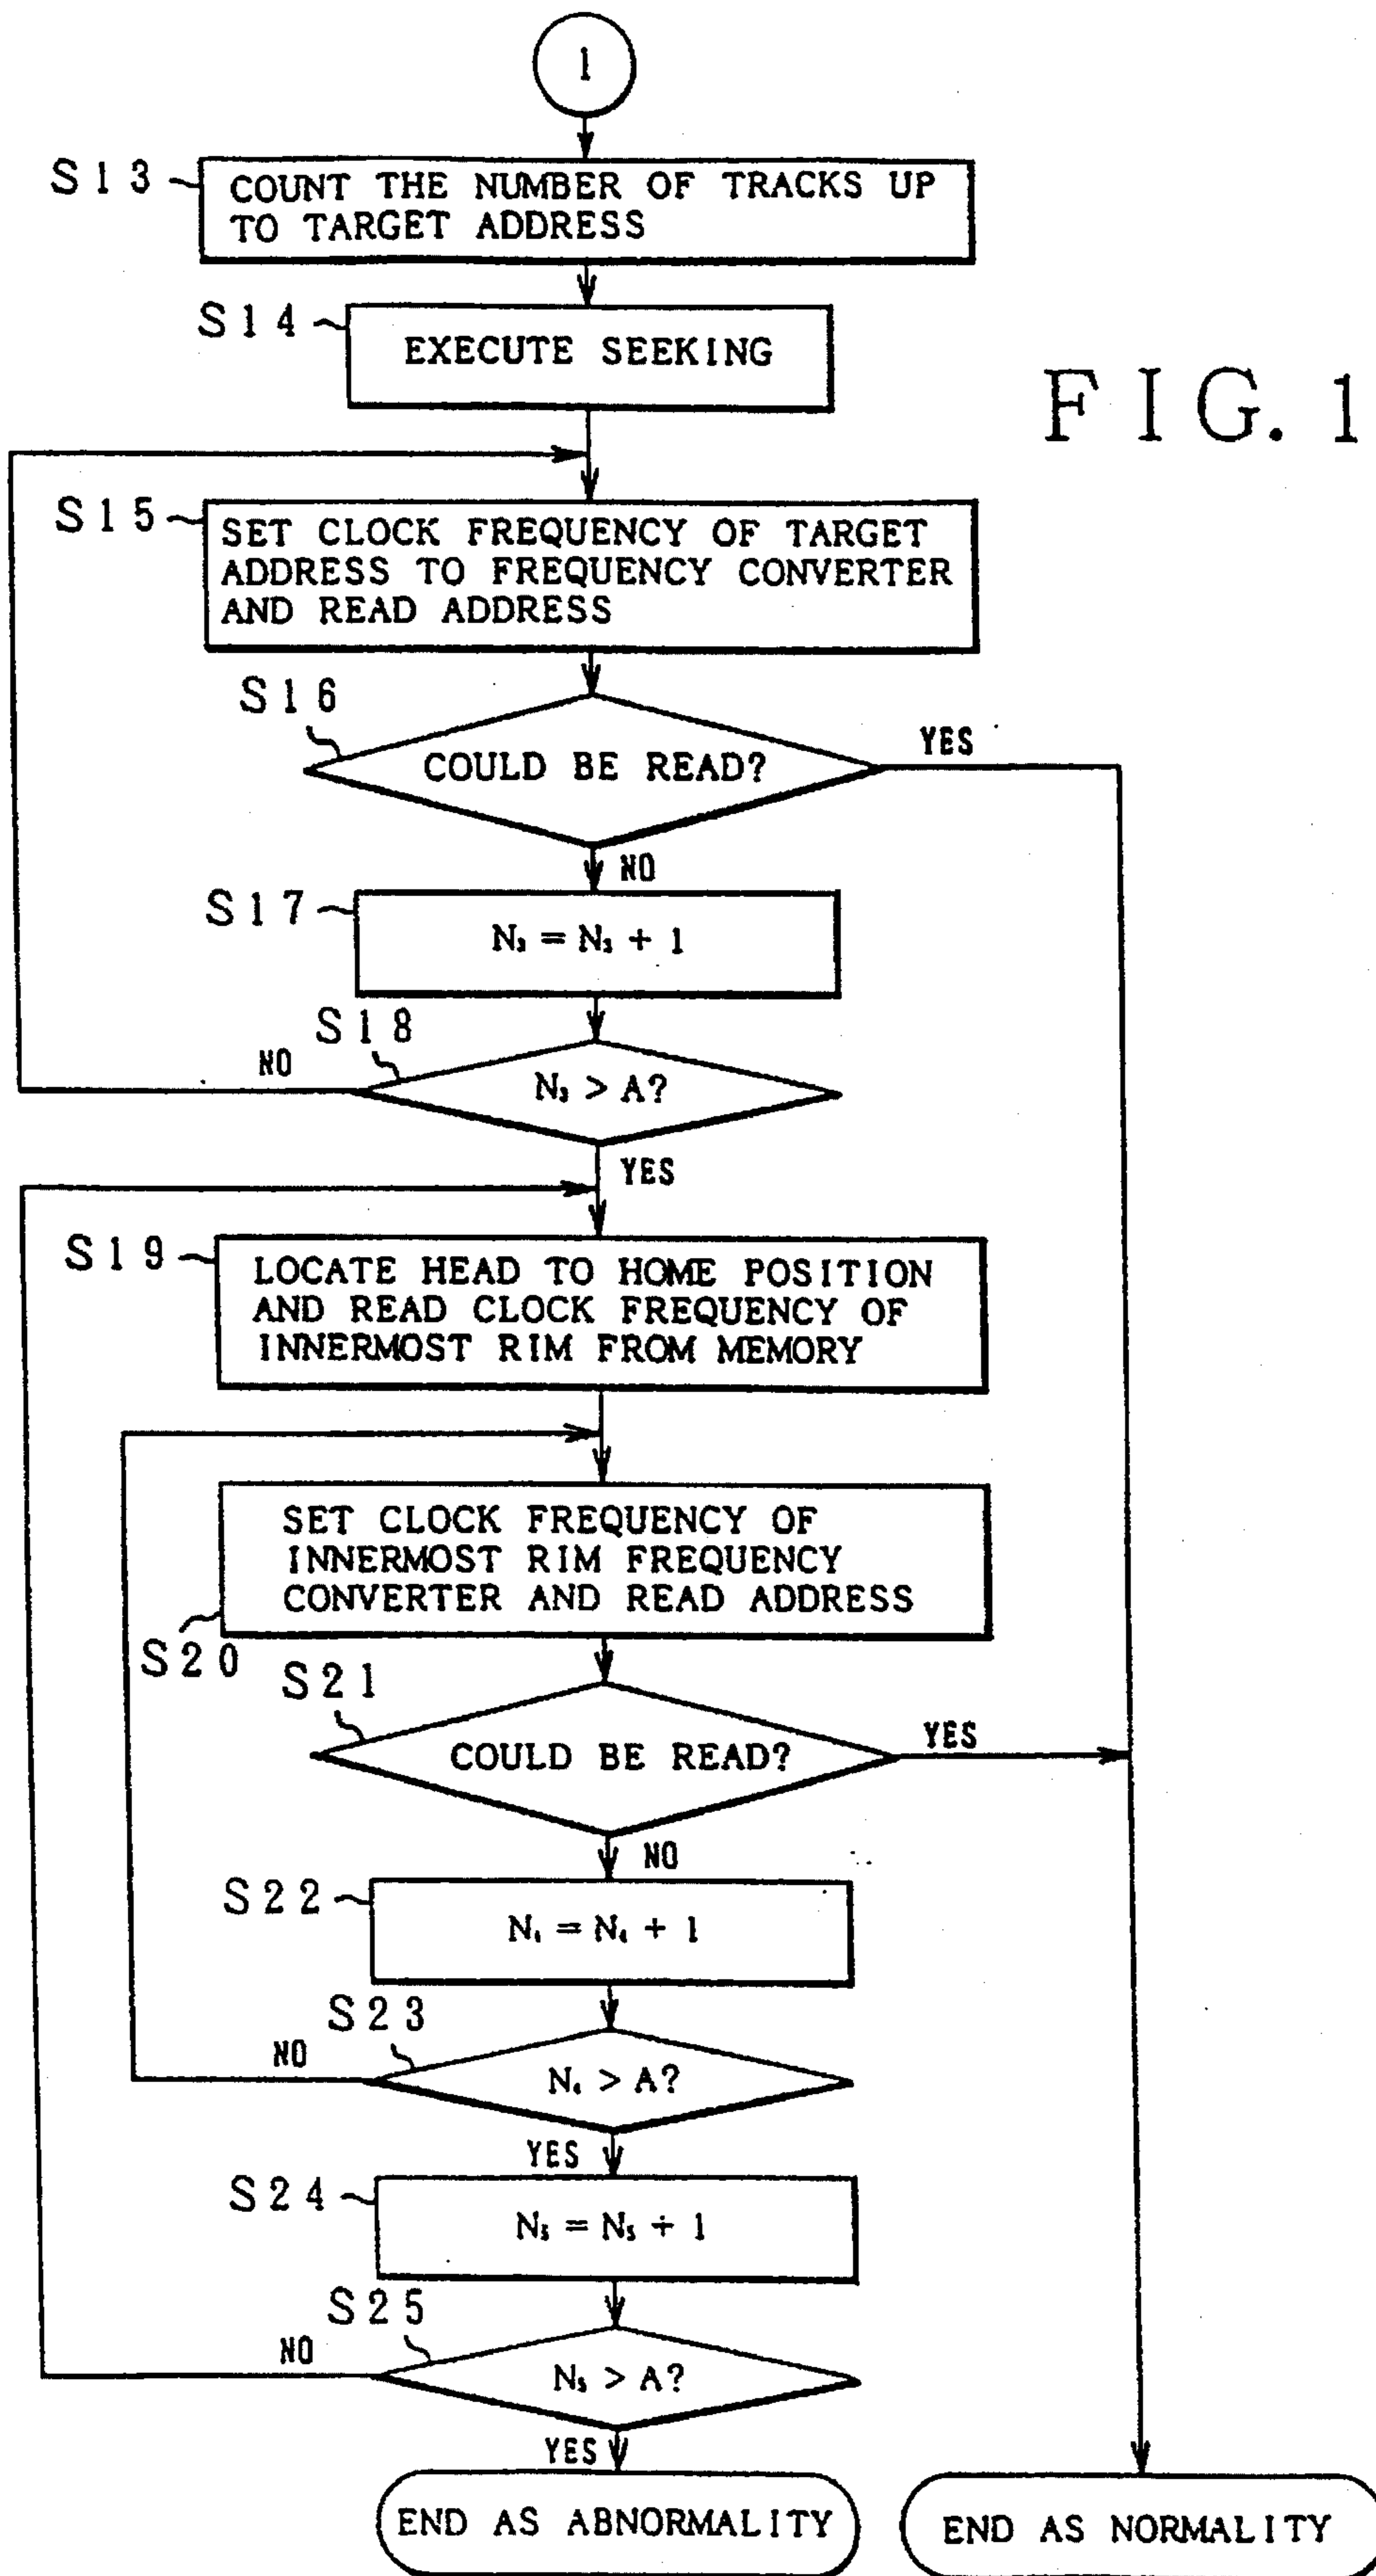 1
S13
COUNT THE NUMBER OF TRACKS UP
TO TARGET ADDRESS
S14
EXECUTE SEEKING
FIG. 1
S15
SET CLOCK FREQUENCY OF TARGET
ADDRESS TO FREQUENCY CONVERTER
AND READ ADDRESS
S16
COULD BE READ?
YES
NO
S17
N₃ = N₃ + 1
S18
NO
N₃ > A?
YES
S19
LOCATE HEAD TO HOME POSITION
AND READ CLOCK FREQUENCY OF
INNERMOST RIM FROM MEMORY
SET CLOCK FREQUENCY OF
INNERMOST RIM FREQUENCY
CONVERTER AND READ ADDRESS
S20
S21
COULD BE READ?
YES
NO
S22
N₄ = N₄ + 1
S23
NO
N₄ > A?
YES
S24
N₅ = N₅ + 1
S25
NO
N₅ > A?
YES
END AS ABNORMALITY
END AS NORMALITY